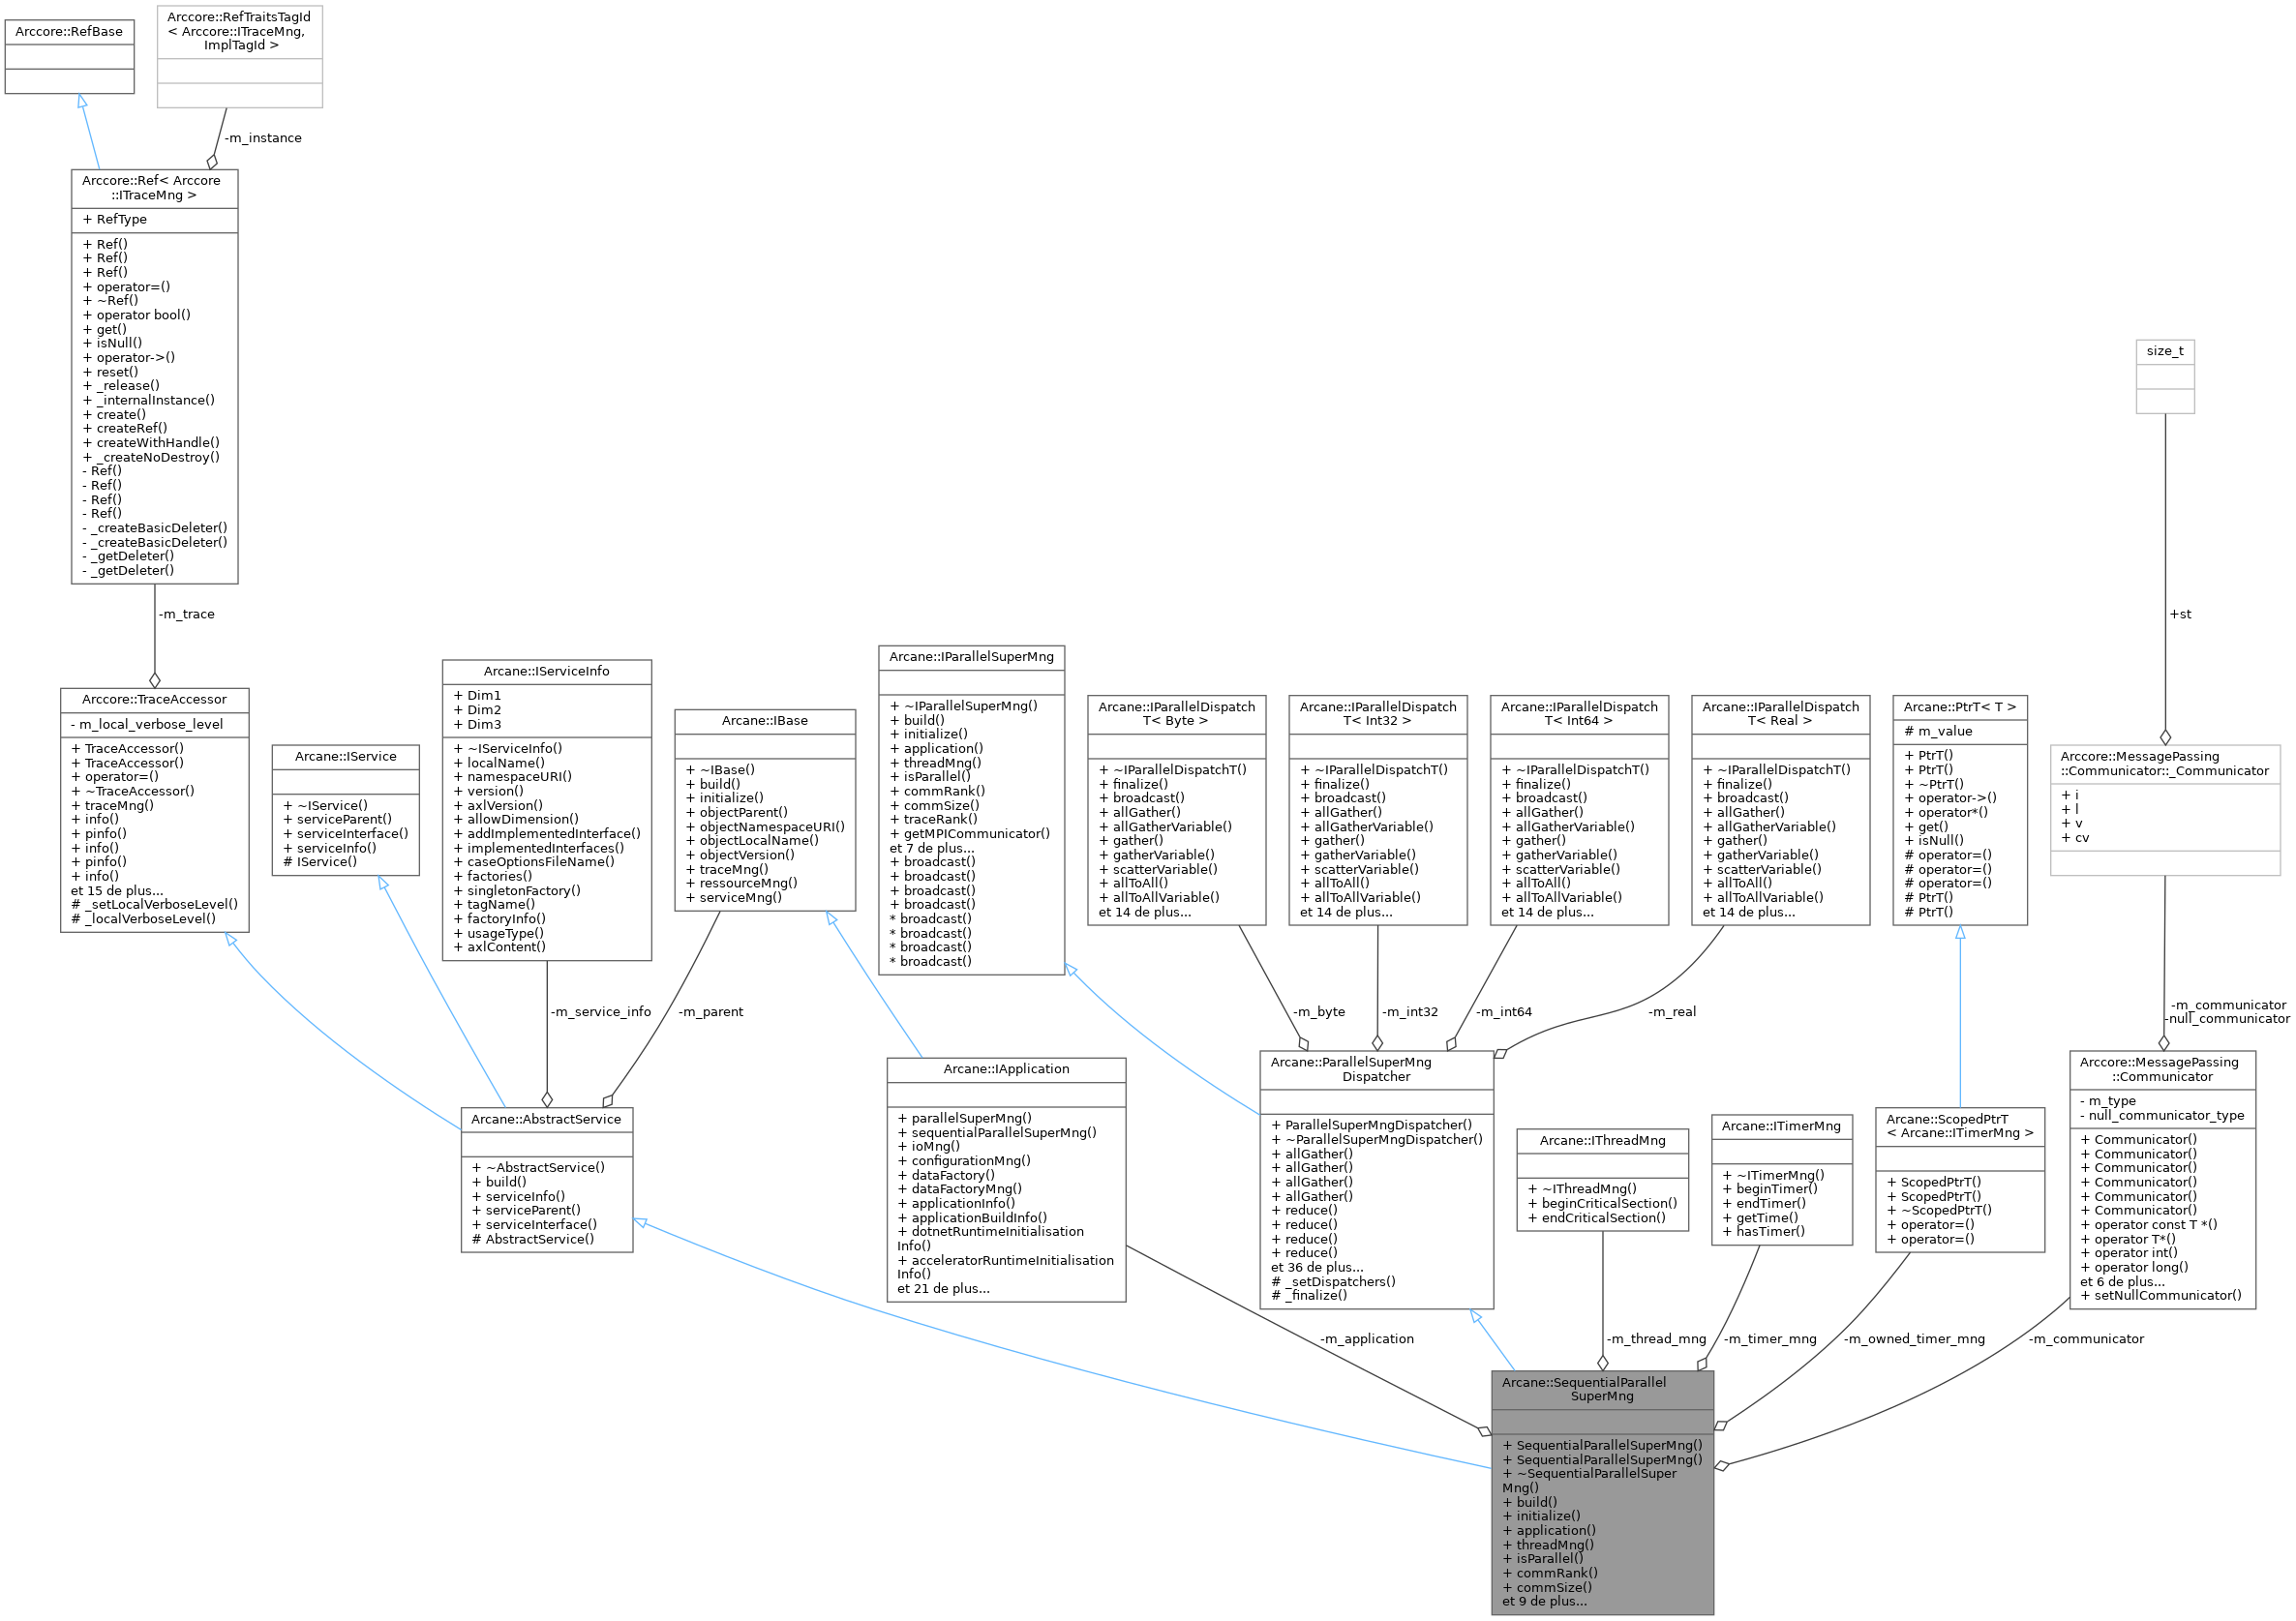 Arccore::RefBase
Arccore::RefTraitsTagId
< Arccore::ITraceMng,
ImplTagId >
-m_instance
Arccore::Ref< Arccore
::ITraceMng >
+ RefType
+ Ref()
+ Ref()
+ Ref()
+ operator=()
+ ~Ref()
+ operator bool()
+ get()
+ isNull()
+ operator->()
+ reset()
+ _release()
+ _internalInstance()
+ create()
+ createRef()
+ createWithHandle()
+ _createNoDestroy()
- Ref()
- Ref()
- Ref()
- Ref()
- _createBasicDeleter()
- _createBasicDeleter()
- _getDeleter()
- _getDeleter()
-m_trace
Arccore::TraceAccessor
- m_local_verbose_level
+ TraceAccessor()
+ TraceAccessor()
+ operator=()
+ ~TraceAccessor()
+ traceMng()
+ info()
+ pinfo()
+ info()
+ pinfo()
+ info()
et 15 de plus...
# _setLocalVerboseLevel()
# _localVerboseLevel()
Arcane::IService
+ ~IService()
+ serviceParent()
+ serviceInterface()
+ serviceInfo()
# IService()
Arcane::IServiceInfo
+ Dim1
+ Dim2
+ Dim3
+ ~IServiceInfo()
+ localName()
+ namespaceURI()
+ version()
+ axlVersion()
+ allowDimension()
+ addImplementedInterface()
+ implementedInterfaces()
+ caseOptionsFileName()
+ factories()
+ singletonFactory()
+ tagName()
+ factoryInfo()
+ usageType()
+ axlContent()
-m_service_info
Arcane::IBase
+ ~IBase()
+ build()
+ initialize()
+ objectParent()
+ objectNamespaceURI()
+ objectLocalName()
+ objectVersion()
+ traceMng()
+ ressourceMng()
+ serviceMng()
-m_parent
Arcane::IParallelSuperMng
+ ~IParallelSuperMng()
+ build()
+ initialize()
+ application()
+ threadMng()
+ isParallel()
+ commRank()
+ commSize()
+ traceRank()
+ getMPICommunicator()
et 7 de plus...
+ broadcast()
+ broadcast()
+ broadcast()
+ broadcast()
* broadcast()
* broadcast()
* broadcast()
* broadcast()
Arcane::IParallelDispatch
T< Byte >
+ ~IParallelDispatchT()
+ finalize()
+ broadcast()
+ allGather()
+ allGatherVariable()
+ gather()
+ gatherVariable()
+ scatterVariable()
+ allToAll()
+ allToAllVariable()
et 14 de plus...
-m_byte
Arcane::IParallelDispatch
T< Int32 >
+ ~IParallelDispatchT()
+ finalize()
+ broadcast()
+ allGather()
+ allGatherVariable()
+ gather()
+ gatherVariable()
+ scatterVariable()
+ allToAll()
+ allToAllVariable()
et 14 de plus...
-m_int32
Arcane::IParallelDispatch
T< Int64 >
+ ~IParallelDispatchT()
+ finalize()
+ broadcast()
+ allGather()
+ allGatherVariable()
+ gather()
+ gatherVariable()
+ scatterVariable()
+ allToAll()
+ allToAllVariable()
et 14 de plus...
-m_int64
Arcane::IParallelDispatch
T< Real >
+ ~IParallelDispatchT()
+ finalize()
+ broadcast()
+ allGather()
+ allGatherVariable()
+ gather()
+ gatherVariable()
+ scatterVariable()
+ allToAll()
+ allToAllVariable()
et 14 de plus...
-m_real
Arcane::PtrT< T >
# m_value
+ PtrT()
+ PtrT()
+ ~PtrT()
+ operator->()
+ operator*()
+ get()
+ isNull()
# operator=()
# operator=()
# operator=()
# PtrT()
# PtrT()
size_t
+st
Arccore::MessagePassing
::Communicator::_Communicator
+ i
+ l
+ v
+ cv
-m_communicator
-null_communicator
Arcane::AbstractService
+ ~AbstractService()
+ build()
+ serviceInfo()
+ serviceParent()
+ serviceInterface()
# AbstractService()
Arcane::IApplication
+ parallelSuperMng()
+ sequentialParallelSuperMng()
+ ioMng()
+ configurationMng()
+ dataFactory()
+ dataFactoryMng()
+ applicationInfo()
+ applicationBuildInfo()
+ dotnetRuntimeInitialisation
Info()
+ acceleratorRuntimeInitialisation
Info()
et 21 de plus...
-m_application
Arcane::ParallelSuperMng
Dispatcher
+ ParallelSuperMngDispatcher()
+ ~ParallelSuperMngDispatcher()
+ allGather()
+ allGather()
+ allGather()
+ allGather()
+ reduce()
+ reduce()
+ reduce()
+ reduce()
et 36 de plus...
# _setDispatchers()
# _finalize()
Arcane::IThreadMng
+ ~IThreadMng()
+ beginCriticalSection()
+ endCriticalSection()
-m_thread_mng
Arcane::ITimerMng
+ ~ITimerMng()
+ beginTimer()
+ endTimer()
+ getTime()
+ hasTimer()
-m_timer_mng
Arcane::ScopedPtrT
< Arcane::ITimerMng >
+ ScopedPtrT()
+ ScopedPtrT()
+ ~ScopedPtrT()
+ operator=()
+ operator=()
-m_owned_timer_mng
Arccore::MessagePassing
::Communicator
- m_type
- null_communicator_type
+ Communicator()
+ Communicator()
+ Communicator()
+ Communicator()
+ Communicator()
+ Communicator()
+ operator const T *()
+ operator T*()
+ operator int()
+ operator long()
et 6 de plus...
+ setNullCommunicator()
-m_communicator
Arcane::SequentialParallel
SuperMng
+ SequentialParallelSuperMng()
+ SequentialParallelSuperMng()
+ ~SequentialParallelSuper
Mng()
+ build()
+ initialize()
+ application()
+ threadMng()
+ isParallel()
+ commRank()
+ commSize()
et 9 de plus...